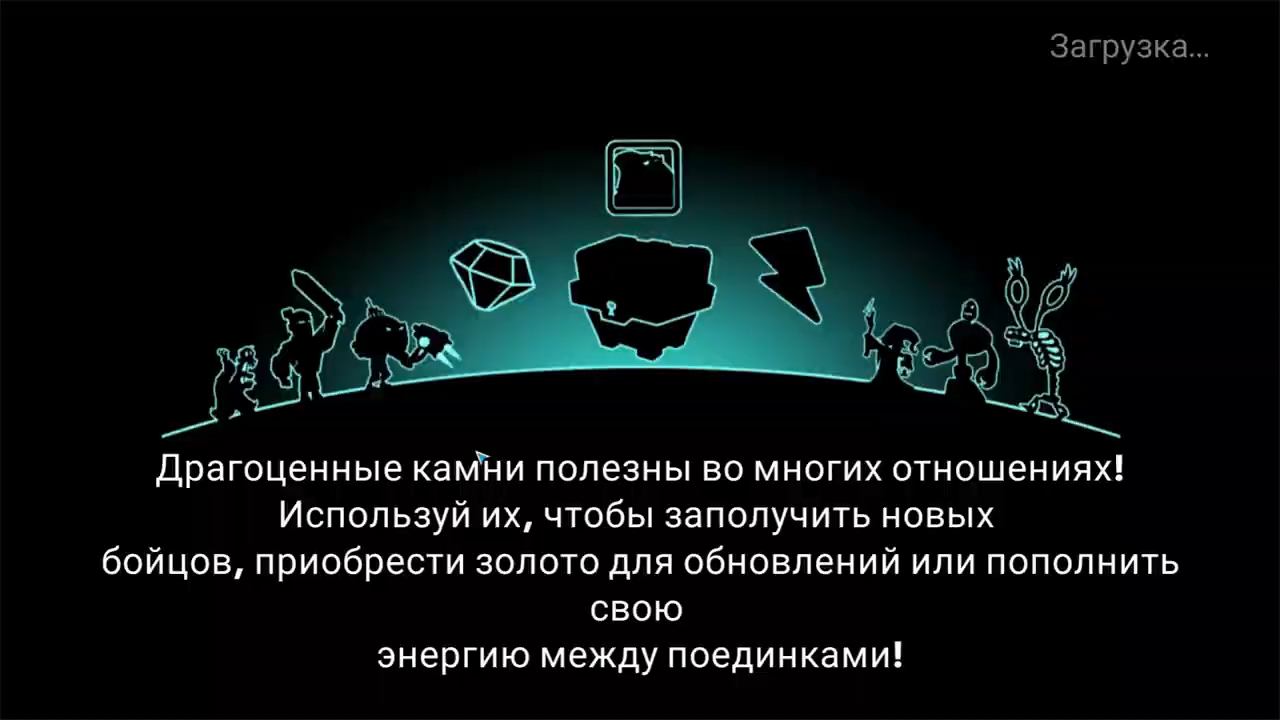 Загрузка...
Драгоценные камни полезны во многих отношениях!
Используй их, чтобы заполучить новых
бойцов, приобрести золото для обновлений или пополнить
свою
энергию между поединками!